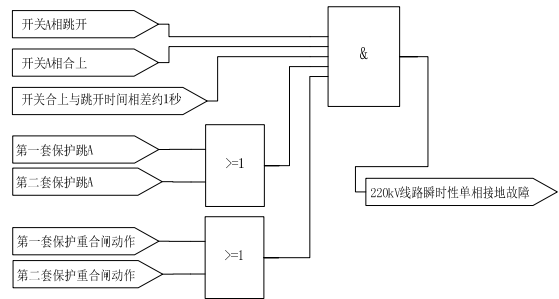 开关A相跳开
开关A相合上
开关合上与跳开时间相差约1秒
&
第一套保护跳A
第二套保护跳A
>=1
220kV线路瞬时性单相接地故障
第一套保护重合闸动作
第二套保护重合闸动作
>=1